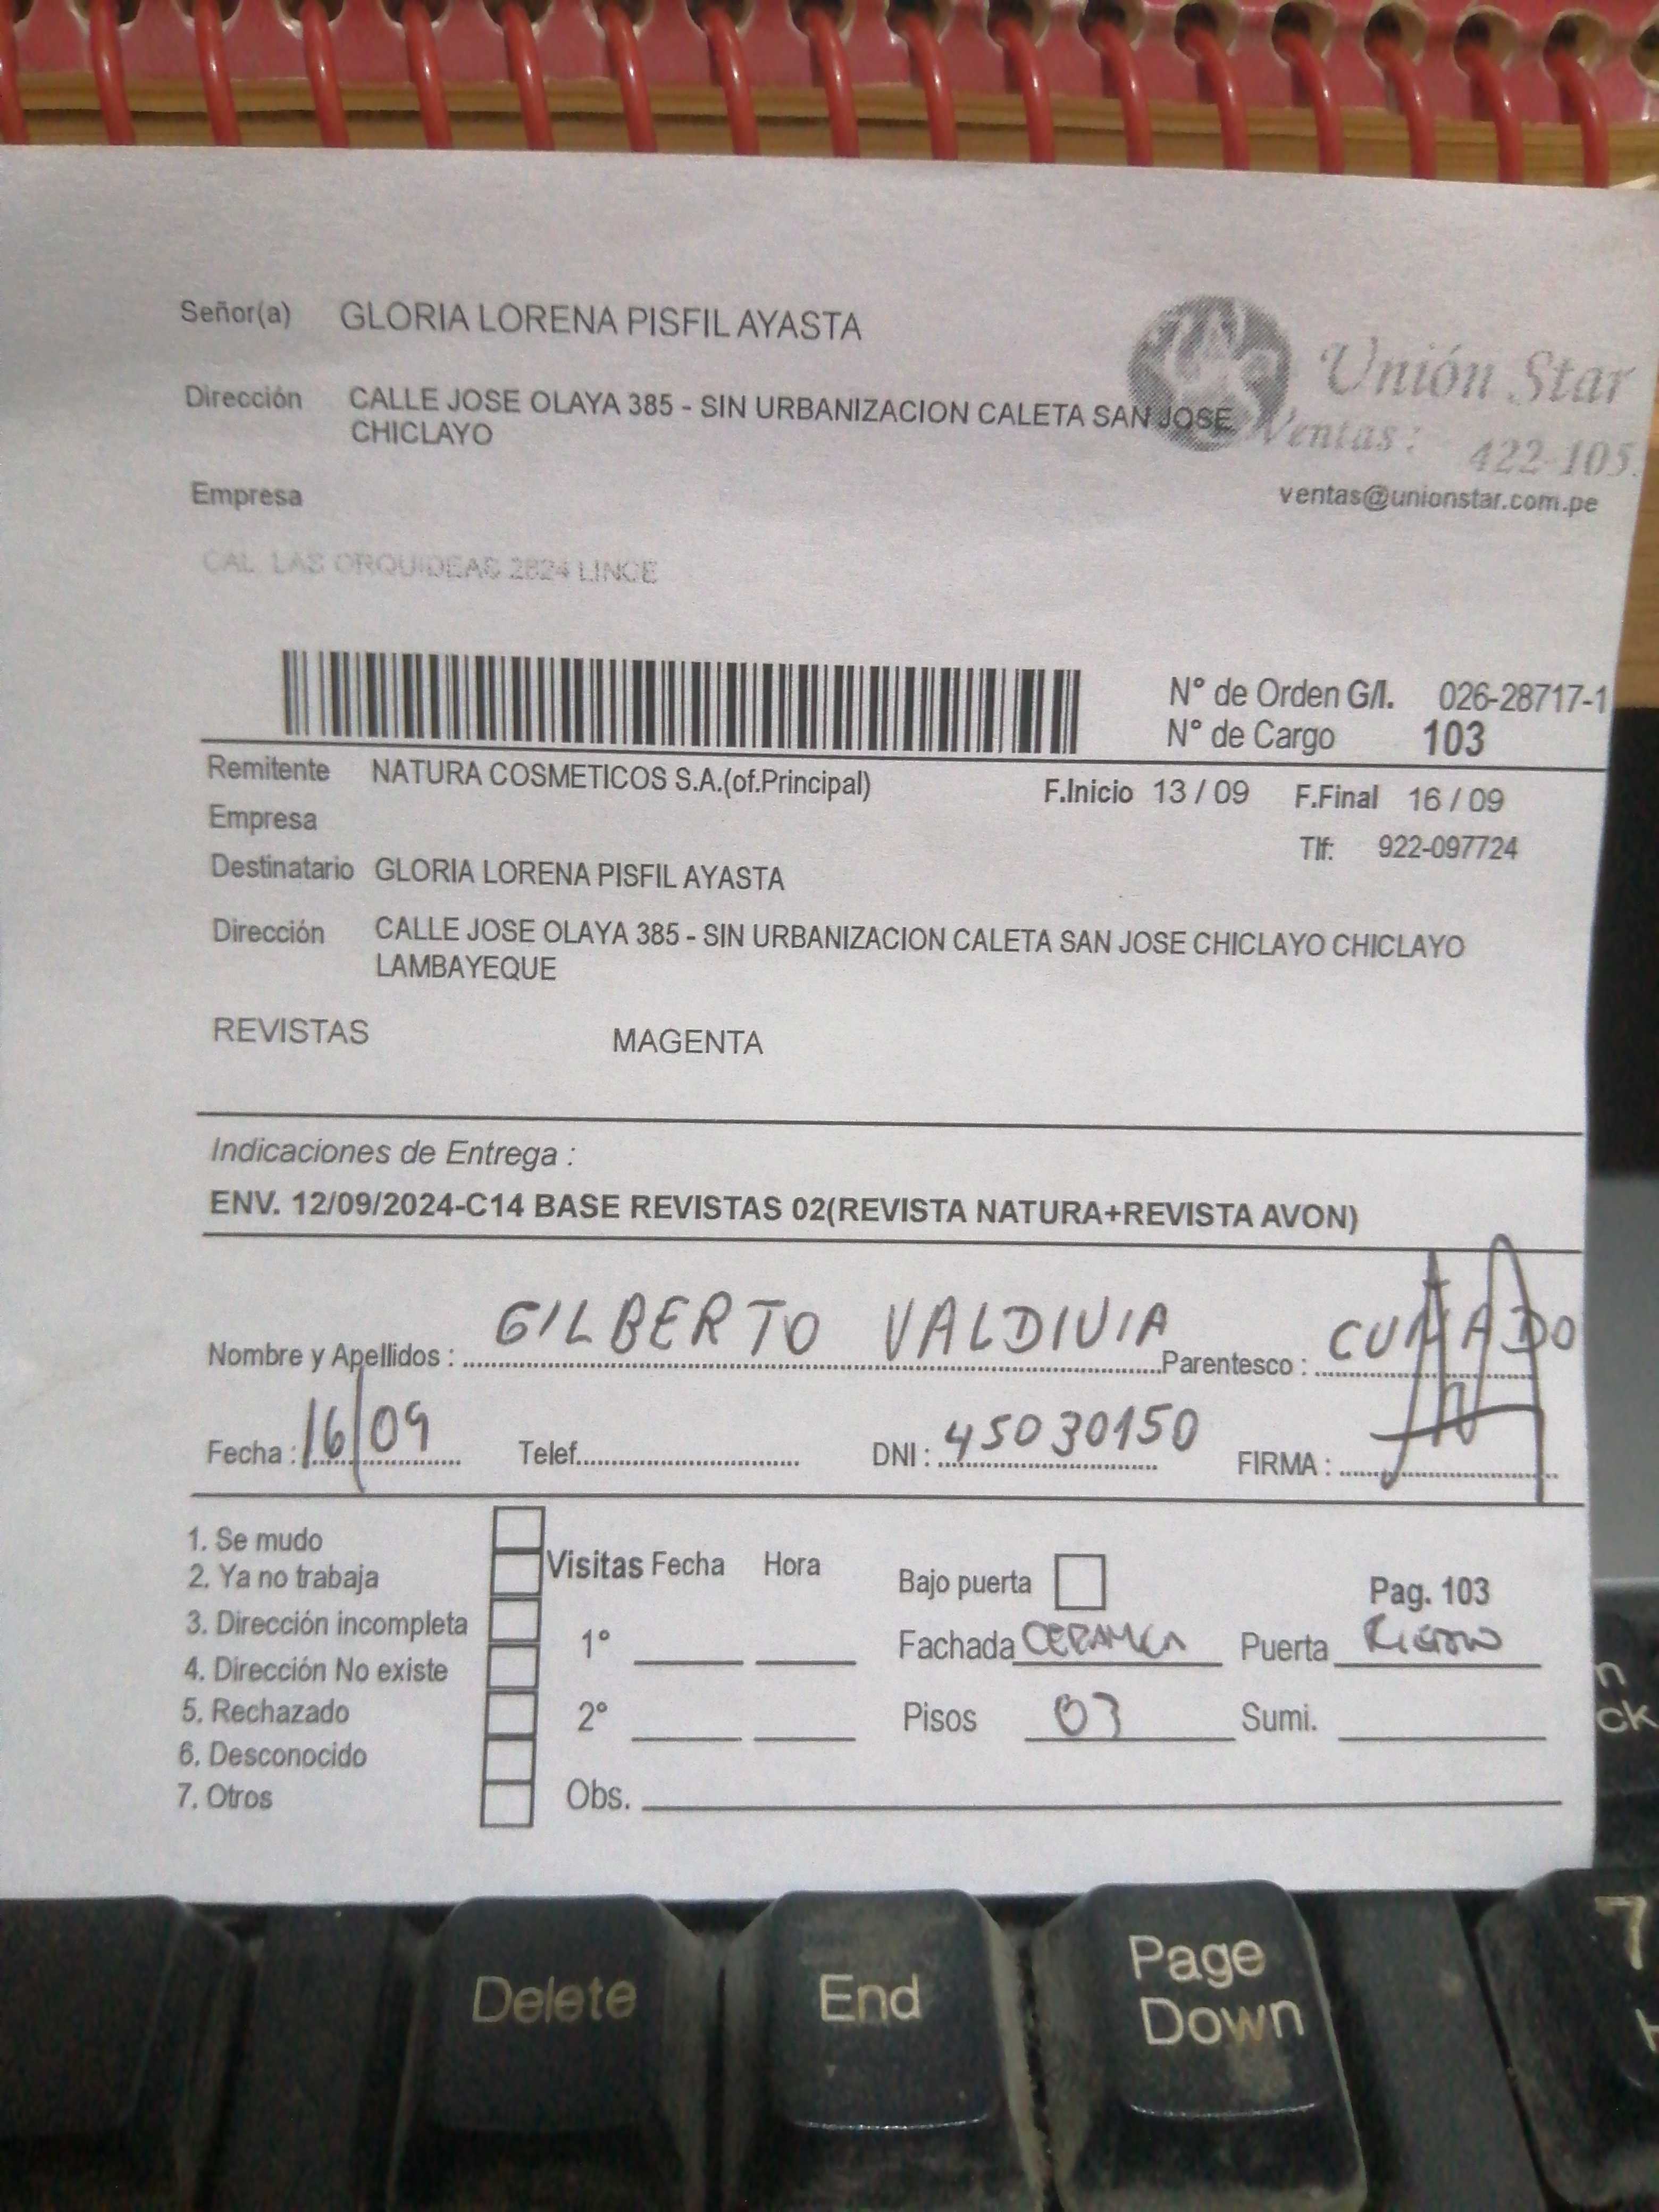 Señor(a) GLORIA LORENA PISFIL AYASTA
Unión Star
Dirección CALLE JOSE OLAYA 385 - SIN URBANIZACION CALETA SAN JOSE
CHICLAYO
Ventas: 422-105
Empresa
ventas@unionstar.com.pe
CAL. LAS ORQUIDEAS 2824 LINCE
N° de Orden G/I. 026-28717-1
N° de Cargo 103
Remitente NATURA COSMETICOS S.A.(of.Principal) F.Inicio 13 / 09 F.Final 16 / 09
Empresa
Tlf: 922-097724
Destinatario GLORIA LORENA PISFIL AYASTA
Dirección CALLE JOSE OLAYA 385 - SIN URBANIZACION CALETA SAN JOSE CHICLAYO CHICLAYO
LAMBAYEQUE
REVISTAS MAGENTA
Indicaciones de Entrega :
ENV. 12/09/2024-C14 BASE REVISTAS 02(REVISTA NATURA+REVISTA AVON)
Nombre y Apellidos : GILBERTO VALDIVIA Parentesco : CUÑADO
Fecha : 16/09 Telef. DNI : 45030150 FIRMA :
1. Se mudo
2. Ya no trabaja
3. Dirección incompleta
4. Dirección No existe
5. Rechazado
6. Desconocido
7. Otros
Visitas Fecha Hora
1°
2°
Obs.
Bajo puerta Pag. 103
Fachada CERAMICA Puerta
Pisos 03 Sumi.
Delete
End
Page
Down
7